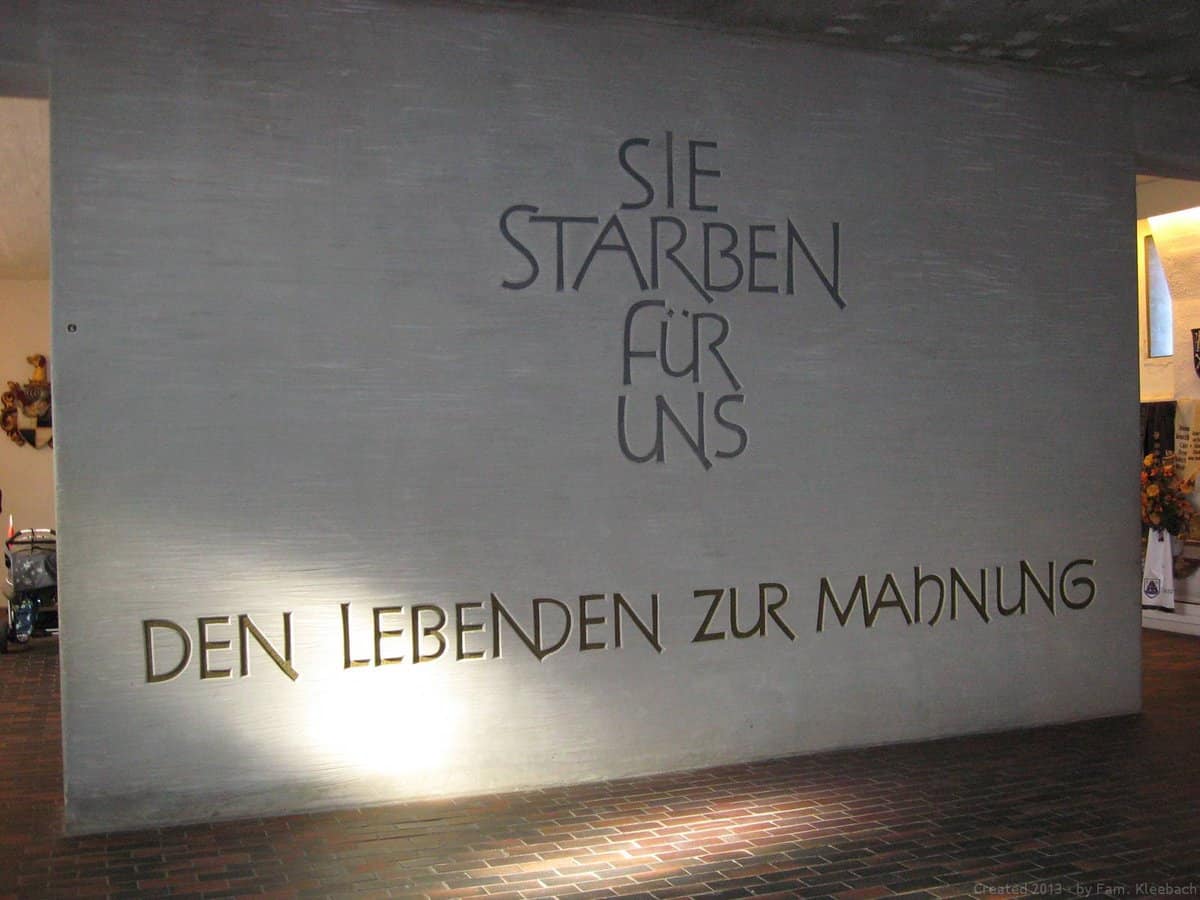 SIE
STARBEN
FÜR
UNS
DEN LEBENDEN ZUR MAHNUNG
Created 2013 - by Fam. Kleebach